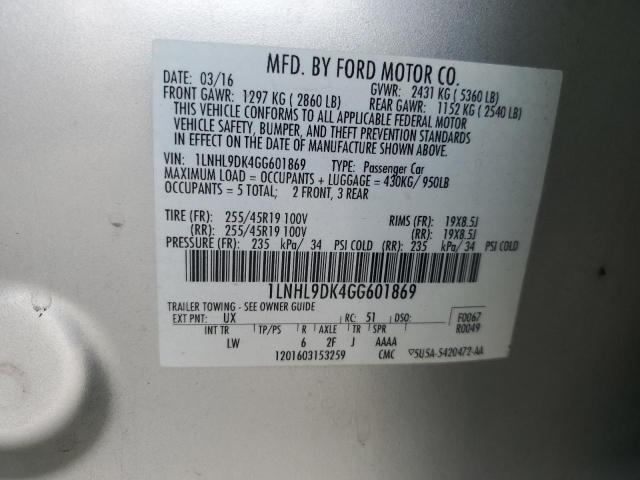 MFD. BY FORD MOTOR CO.
DATE: 03/16 GVWR: 2431 KG ( 5360 LB)
FRONT GAWR: 1297 KG ( 2860 LB) REAR GAWR: 1152 KG ( 2540 LB)
THIS VEHICLE CONFORMS TO ALL APPLICABLE FEDERAL MOTOR
VEHICLE SAFETY, BUMPER, AND THEFT PREVENTION STANDARDS
IN EFFECT ON THE DATE OF MANUFACTURE SHOWN ABOVE.
VIN: 1LNHL9DK4GG601869 TYPE: Passenger Car
MAXIMUM LOAD = OCCUPANTS + LUGGAGE = 430KG/ 950LB
OCCUPANTS = 5 TOTAL; 2 FRONT, 3 REAR
TIRE (FR): 255/45R19 100V RIMS (FR): 19X8.5J
(RR): 255/45R19 100V (RR): 19X8.5J
PRESSURE (FR): 235 kPa/ 34 PSI COLD (RR): 235 kPa/ 34 PSI COLD
1LNHL9DK4GG601869
TRAILER TOWING - SEE OWNER GUIDE
EXT PNT: UX RC: 51 DSO: F0067
INT TR TP/PS R AXLE TR SPR R0049
LW 6 2F J AAAA
1201603153259 CMC ▽5U5A-5420472-AA